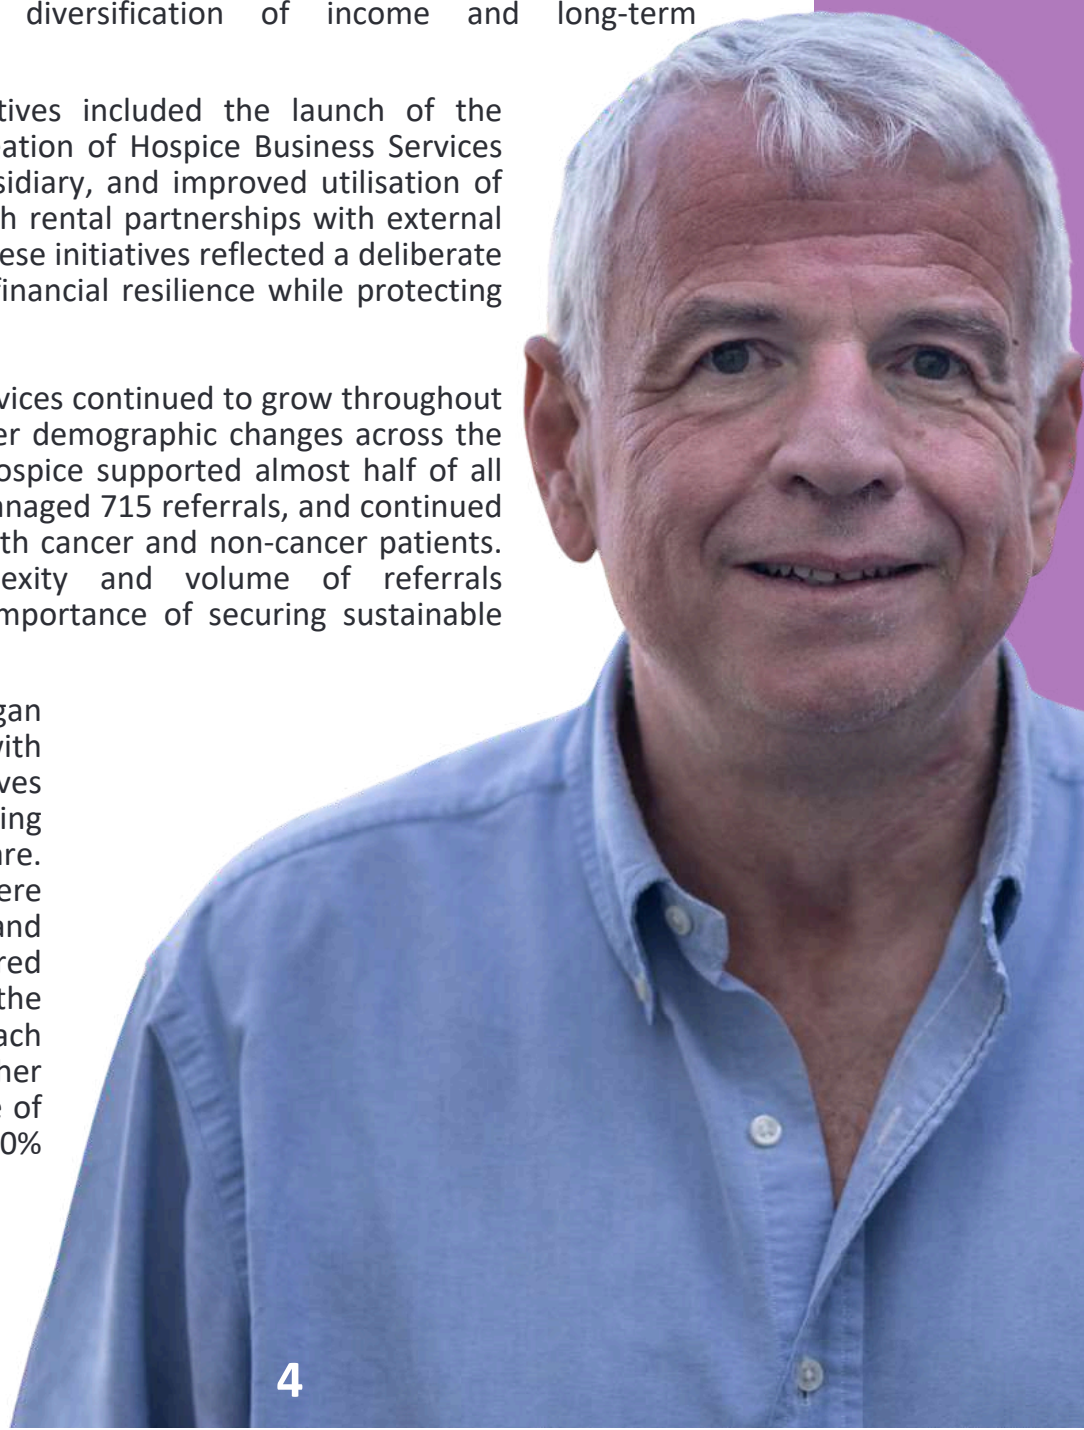 diversification of income and long-term
tives included the launch of the
ation of Hospice Business Services
sidiary, and improved utilisation of
h rental partnerships with external
ese initiatives reflected a deliberate
financial resilience while protecting
vices continued to grow throughout
er demographic changes across the
ospice supported almost half of all
anaged 715 referrals, and continued
th cancer and non-cancer patients.
exity and volume of referrals
mportance of securing sustainable
gan
with
ves
ing
are.
ere
and
red
the
ach
her
e of
0%
4